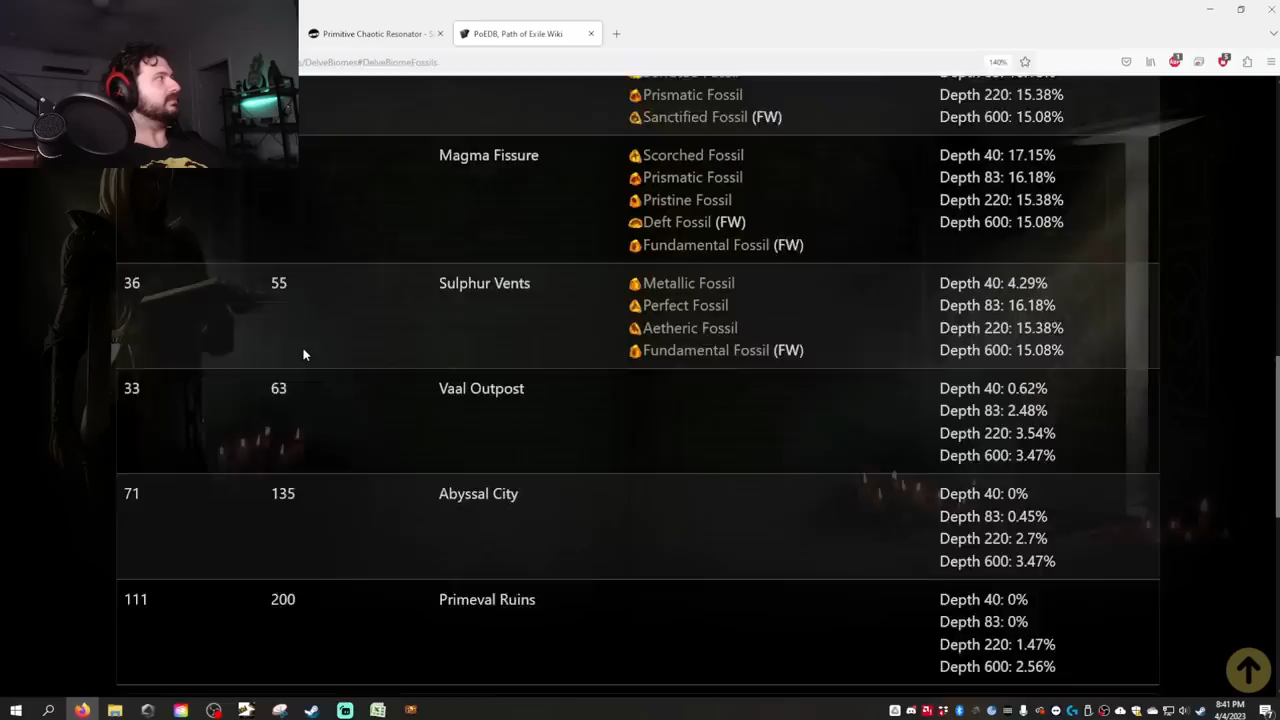 Primitive Chaotic Resonator - S
PoEDB, Path of Exile Wiki
s/DelveBiomes#DelveBiomeFossils
140%
Prismatic Fossil
Depth 220: 15.38%
Sanctified Fossil (FW)
Depth 600: 15.08%
Magma Fissure
Scorched Fossil
Depth 40: 17.15%
Prismatic Fossil
Depth 83: 16.18%
Pristine Fossil
Depth 220: 15.38%
Deft Fossil (FW)
Depth 600: 15.08%
Fundamental Fossil (FW)
36 55 Sulphur Vents
Metallic Fossil
Depth 40: 4.29%
Perfect Fossil
Depth 83: 16.18%
Aetheric Fossil
Depth 220: 15.38%
Fundamental Fossil (FW)
Depth 600: 15.08%
33 63 Vaal Outpost
Depth 40: 0.62%
Depth 83: 2.48%
Depth 220: 3.54%
Depth 600: 3.47%
71 135 Abyssal City
Depth 40: 0%
Depth 83: 0.45%
Depth 220: 2.7%
Depth 600: 3.47%
111 200 Primeval Ruins
Depth 40: 0%
Depth 83: 0%
Depth 220: 1.47%
Depth 600: 2.56%
8:41 PM
4/4/2023